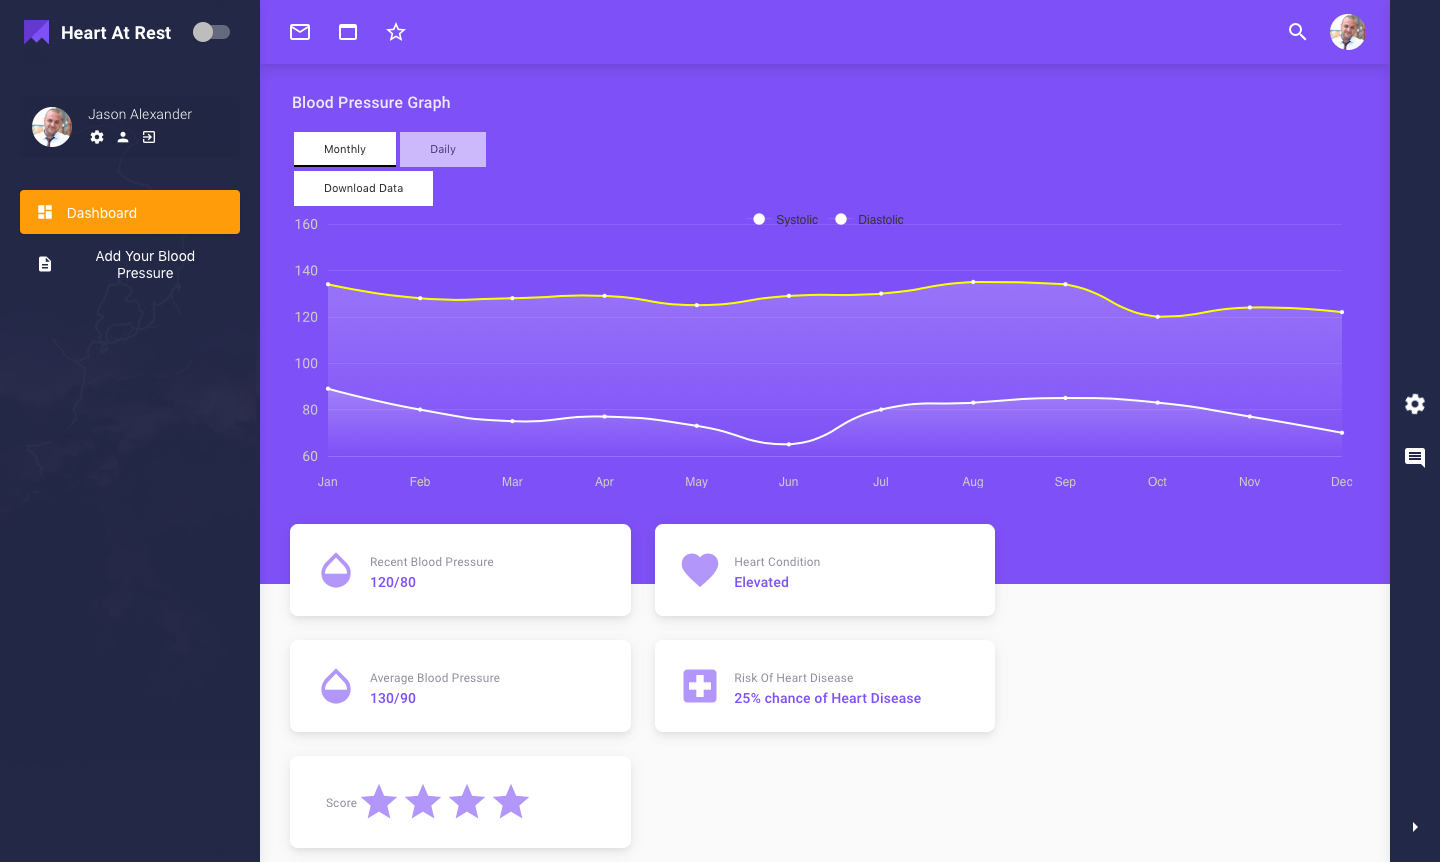 Heart At Rest
Jason Alexander
Dashboard
Add Your Blood
Pressure
Blood Pressure Graph
Monthly
Daily
Download Data
Systolic
Diastolic
160
140
120
100
80
60
Jan
Feb
Mar
Apr
May
Jun
Jul
Aug
Sep
Oct
Nov
Dec
Recent Blood Pressure
120/80
Heart Condition
Elevated
Average Blood Pressure
130/90
Risk Of Heart Disease
25% chance of Heart Disease
Score